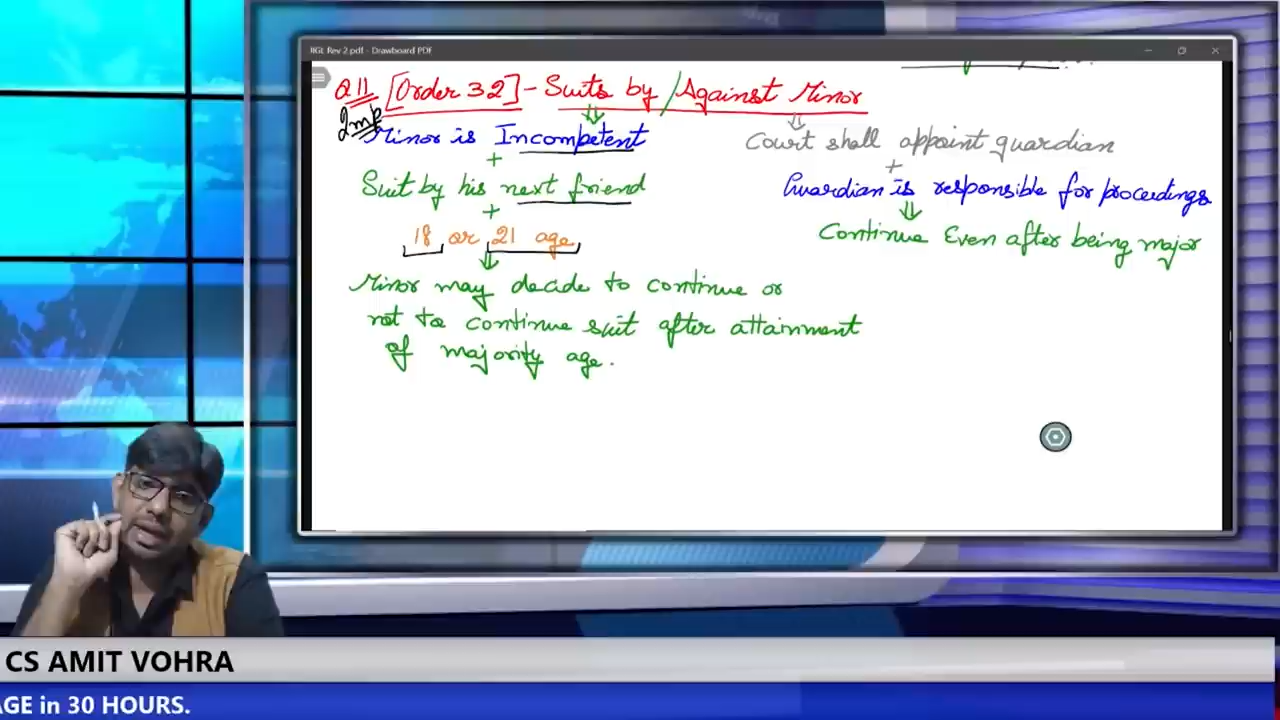 JIGL Rev 2.pdf - Drawboard PDF
Q11 [Order 32] - Suits by / Against Minor
Imp
Minor is Incompetent
+
Suit by his next friend
+
18 or 21 age
Minor may decide to continue or
not to continue suit after attainment
of majority age.
Court shall appoint guardian
+
Guardian is responsible for proceedings
Continue Even after being major
CS AMIT VOHRA
AGE in 30 HOURS.